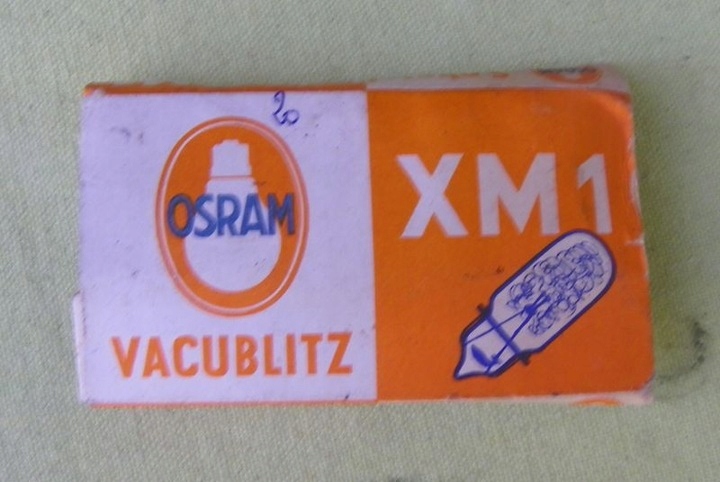 20
OSRAM
VACUBLITZ
XM1